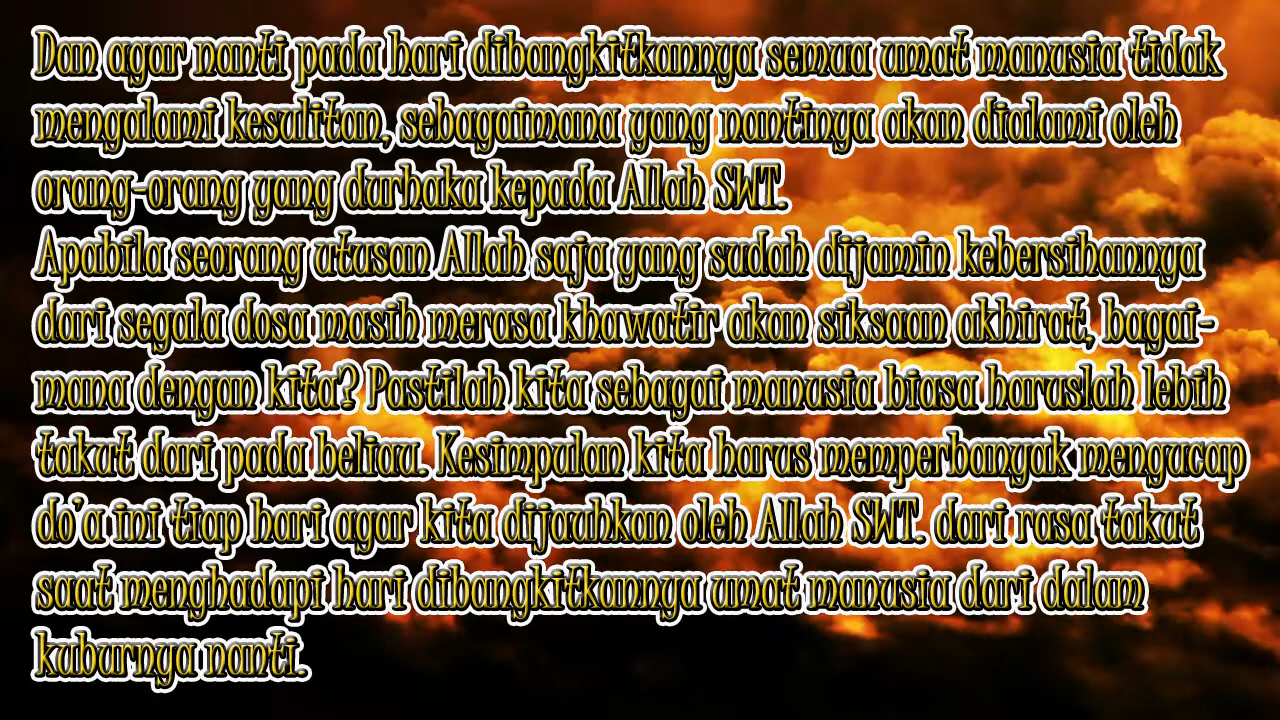 Dan agar nanti pada hari dibangkitkannya semua umat manusia tidak
mengalami kesulitan, sebagaimana yang nantinya akan dialami oleh
orang-orang yang durhaka kepada Allah SWT.
Apabila seorang utusan Allah saja yang sudah dijamin kebersihannya
dari segala dosa masih merasa khawatir akan siksaan akhirat, bagai-
mana dengan kita? Pastilah kita sebagai manusia biasa haruslah lebih
takut dari pada beliau. Kesimpulan kita harus memperbanyak mengucap
do'a ini tiap hari agar kita dijauhkan oleh Allah SWT. dari rasa takut
saat menghadapi hari dibangkitkannya umat manusia dari dalam
kuburnya nanti.